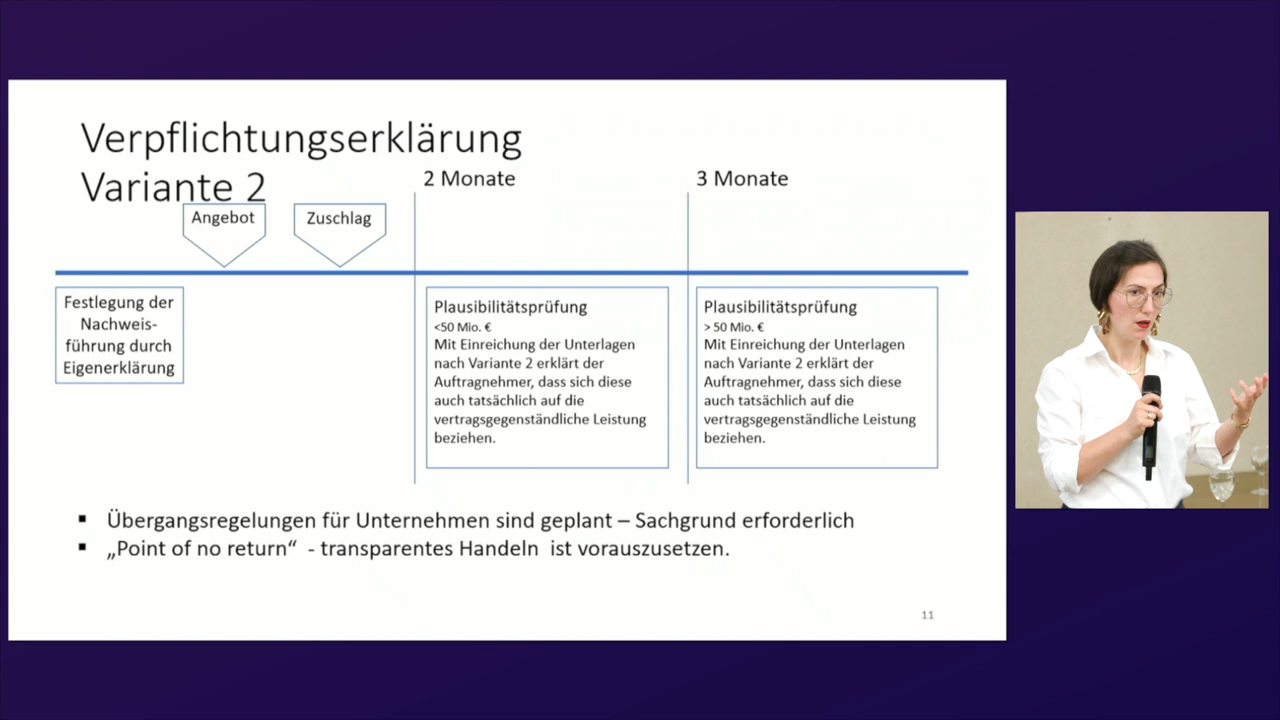 Verpflichtungserklärung
Variante 2
2 Monate
3 Monate
Angebot
Zuschlag
Festlegung der
Nachweis-
führung durch
Eigenerklärung
Plausibilitätsprüfung
<50 Mio. €
Mit Einreichung der Unterlagen
nach Variante 2 erklärt der
Auftragnehmer, dass sich diese
auch tatsächlich auf die
vertragsgegenständliche Leistung
beziehen.
Plausibilitätsprüfung
> 50 Mio. €
Mit Einreichung der Unterlagen
nach Variante 2 erklärt der
Auftragnehmer, dass sich diese
auch tatsächlich auf die
vertragsgegenständliche Leistung
beziehen.
▪ Übergangsregelungen für Unternehmen sind geplant – Sachgrund erforderlich
▪ „Point of no return“ - transparentes Handeln ist vorauszusetzen.
11